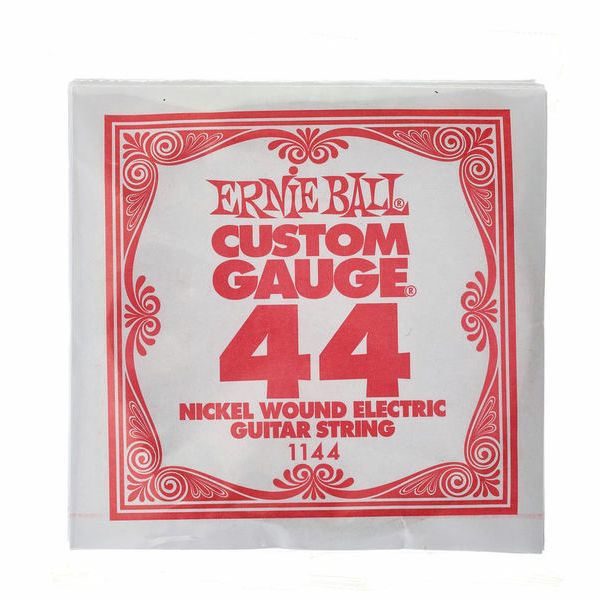 ERNIE BALL®
CUSTOM
GAUGE®
44
NICKEL WOUND ELECTRIC
GUITAR STRING
1144